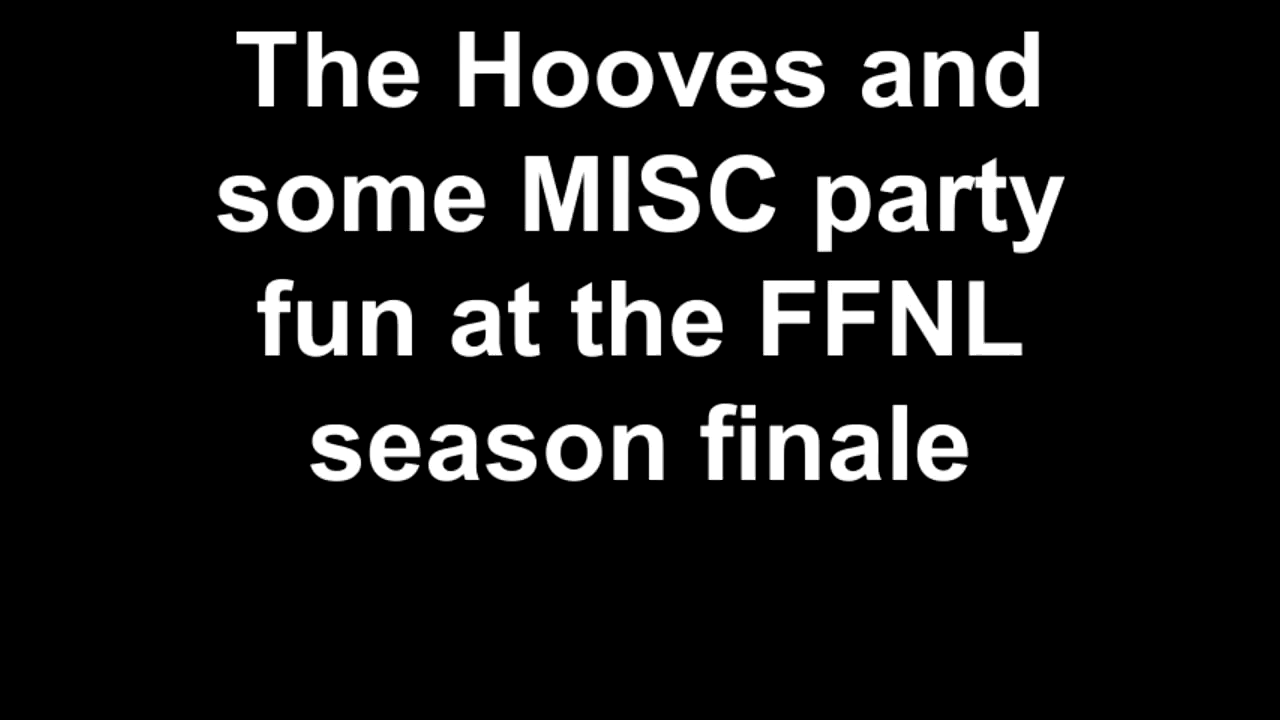 The Hooves and
some MISC party
fun at the FFNL
season finale